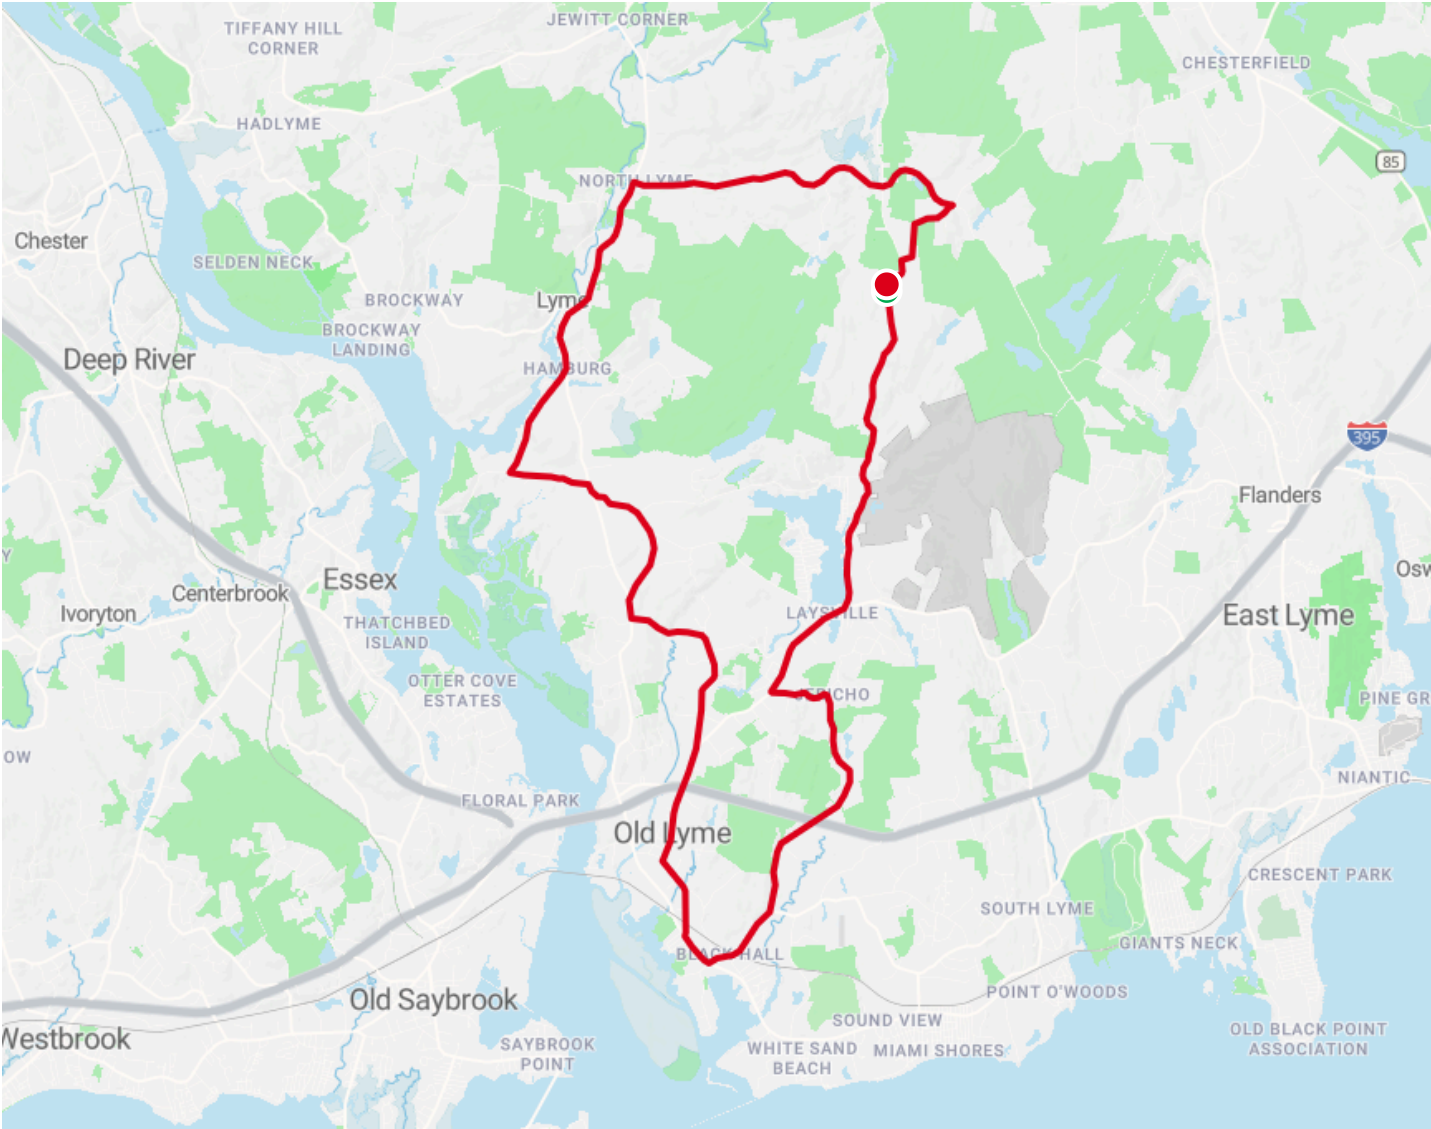 JEWITT CORNER
TIFFANY HILL
CORNER
CHESTERFIELD
HADLYME
85
NORTH LYME
Chester
SELDEN NECK
BROCKWAY
Lyme
BROCKWAY
LANDING
Deep River
HAMBURG
395
Flanders
Y
Essex
Centerbrook
Osw
Ivoryton
LAYSVILLE
East Lyme
THATCHBED
ISLAND
OTTER COVE
ESTATES
JERICHO
PINE GR
OW
NIANTIC
FLORAL PARK
Old Lyme
CRESCENT PARK
SOUTH LYME
GIANTS NECK
BLACK HALL
Old Saybrook
POINT O'WOODS
SOUND VIEW
Westbrook
OLD BLACK POINT
ASSOCIATION
SAYBROOK
POINT
WHITE SAND
BEACH
MIAMI SHORES